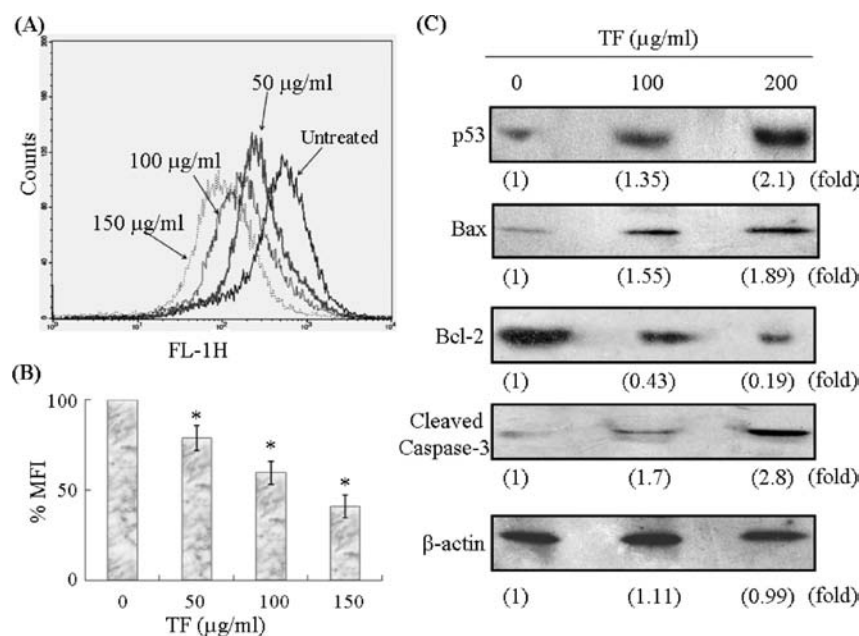 (A)
50 µg/ml
Untreated
100 µg/ml
150 µg/ml
Counts
FL-1H
(B)
100
50
0
% MFI
* * *
0 50 100 150
TF (µg/ml)
(C)
TF (µg/ml)
0 100 200
p53
(1) (1.35) (2.1) (fold)
Bax
(1) (1.55) (1.89) (fold)
Bcl-2
(1) (0.43) (0.19) (fold)
Cleaved
Caspase-3
(1) (1.7) (2.8) (fold)
β-actin
(1) (1.11) (0.99) (fold)